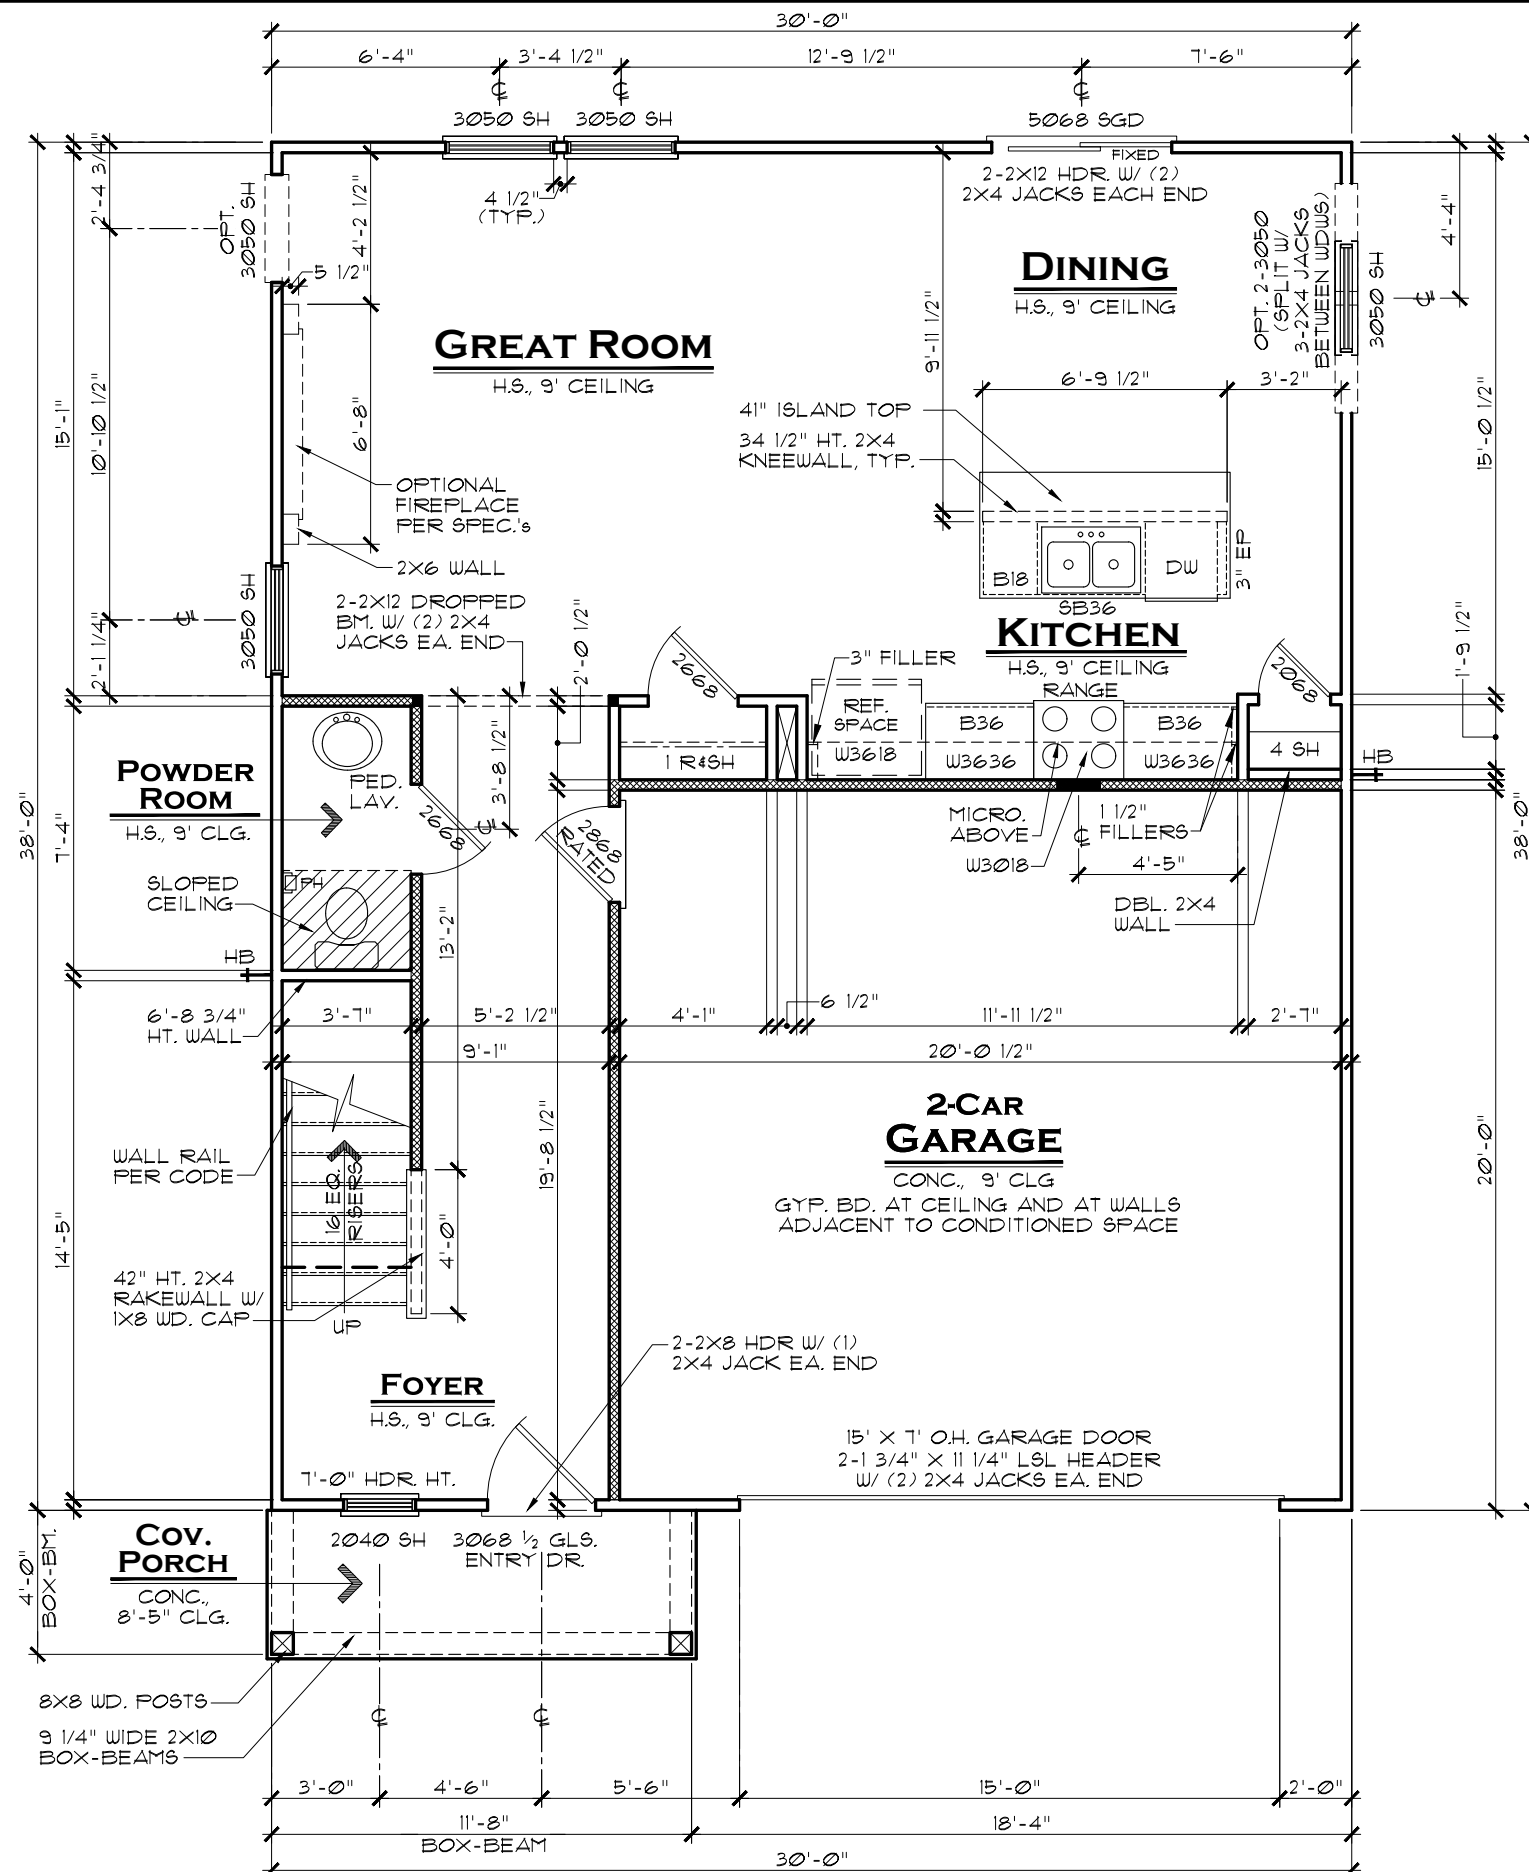 30'-0"
6'-4"
3'-4 1/2"
12'-9 1/2"
7'-6"
℄
℄
℄
3050 SH
3050 SH
5068 SGD
FIXED
2-2X12 HDR. W/ (2)
2X4 JACKS EACH END
4 1/2"
(TYP.)
2'-4 3/4"
OPT.
3050 SH
4'-2 1/2"
5 1/2"
DINING
H.S., 9' CEILING
OPT. 2-3050
(SPLIT W/
3-2X4 JACKS
BETWEEN WDWS)
3050 SH
4'-4"
℄
GREAT ROOM
H.S., 9' CEILING
9'-11 1/2"
6'-9 1/2"
3'-2"
15'-1"
10'-10 1/2"
6'-8"
15'-0 1/2"
41" ISLAND TOP
34 1/2" HT. 2X4
KNEEWALL, TYP.
OPTIONAL
FIREPLACE
PER SPEC.'s
2X6 WALL
B18
DW
3" EP
SB36
3050 SH
℄
2'-1 1/4"
2-2X12 DROPPED
BM. W/ (2) 2X4
JACKS EA. END
2'-0 1/2"
2668
3" FILLER
KITCHEN
H.S., 9' CEILING
RANGE
2068
1'-9 1/2"
REF.
SPACE
W3618
B36
B36
W3636
W3636
1 R&SH
4 SH
HB
POWDER
ROOM
H.S., 9' CLG.
PED.
LAV.
3'-8 1/2"
2668
℄
2868
RATED
MICRO.
ABOVE
W3018
℄
1 1/2"
FILLERS
4'-5"
38'-0"
7'-4"
38'-0"
SLOPED
CEILING
PH
DBL. 2X4
WALL
13'-2"
HB
6'-8 3/4"
HT. WALL
3'-7"
5'-2 1/2"
4'-1"
6 1/2"
11'-11 1/2"
2'-7"
9'-1"
20'-0 1/2"
2-CAR
GARAGE
CONC., 9' CLG
GYP. BD. AT CEILING AND AT WALLS
ADJACENT TO CONDITIONED SPACE
WALL RAIL
PER CODE
16 EQ.
RISERS
19'-8 1/2"
20'-0"
14'-5"
4'-0"
42" HT. 2X4
RAKEWALL W/
1X8 WD. CAP
UP
2-2X8 HDR W/ (1)
2X4 JACK EA. END
FOYER
H.S., 9' CLG.
15' X 7' O.H. GARAGE DOOR
2-1 3/4" X 11 1/4" LSL HEADER
W/ (2) 2X4 JACKS EA. END
7'-0" HDR. HT.
COV.
PORCH
CONC.,
8'-5" CLG.
2040 SH
3068 ½ GLS.
ENTRY DR.
4'-0"
BOX-BM.
8X8 WD. POSTS
9 1/4" WIDE 2X10
BOX-BEAMS
℄
℄
3'-0"
4'-6"
5'-6"
15'-0"
2'-0"
11'-8"
BOX-BEAM
18'-4"
30'-0"